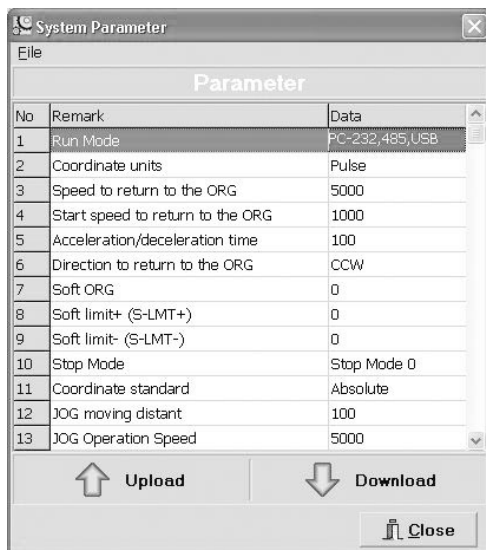 System Parameter
File
Parameter
No Remark Data
1 Run Mode PC-232,485,USB
2 Coordinate units Pulse
3 Speed to return to the ORG 5000
4 Start speed to return to the ORG 1000
5 Acceleration/deceleration time 100
6 Direction to return to the ORG CCW
7 Soft ORG 0
8 Soft limit+ (S-LMT+) 0
9 Soft limit- (S-LMT-) 0
10 Stop Mode Stop Mode 0
11 Coordinate standard Absolute
12 JOG moving distant 100
13 JOG Operation Speed 5000
Upload Download
Close